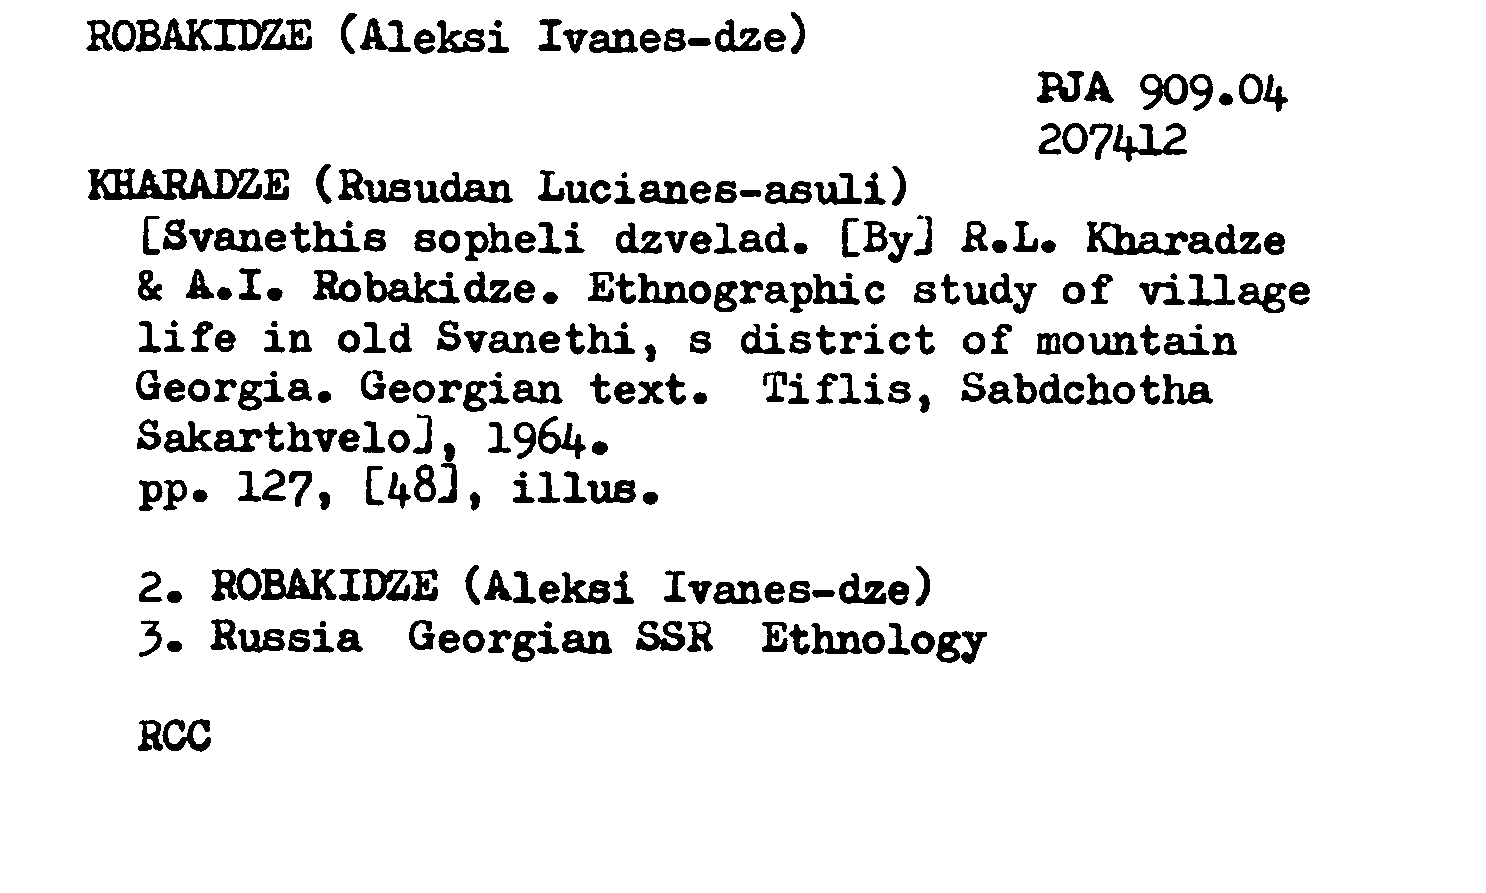 ROBAKIDZE (Aleksi Ivanes-dze)
PJA 909.04
207412
KHARADZE (Rusudan Lucianes-asuli)
[Svanethis sopheli dzvelad. [By] R.L. Kharadze
& A.I. Robakidze. Ethnographic study of village
life in old Svanethi, s district of mountain
Georgia. Georgian text.  Tiflis, Sabdchotha
Sakarthvelo], 1964.
pp. 127, [48], illus.
2. ROBAKIDZE (Aleksi Ivanes-dze)
3. Russia  Georgian SSR  Ethnology
RCC